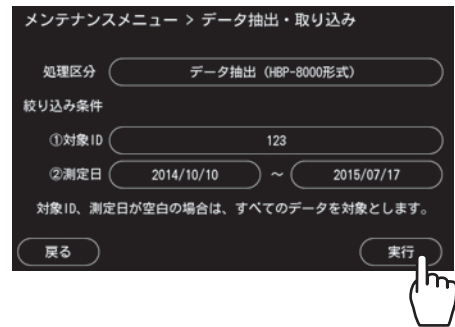 メンテナンスメニュー > データ抽出・取り込み
処理区分 データ抽出（HBP-8000形式）
絞り込み条件
①対象ID 123
②測定日 2014/10/10 ～ 2015/07/17
対象ID、測定日が空白の場合は、すべてのデータを対象とします。
戻る 実行